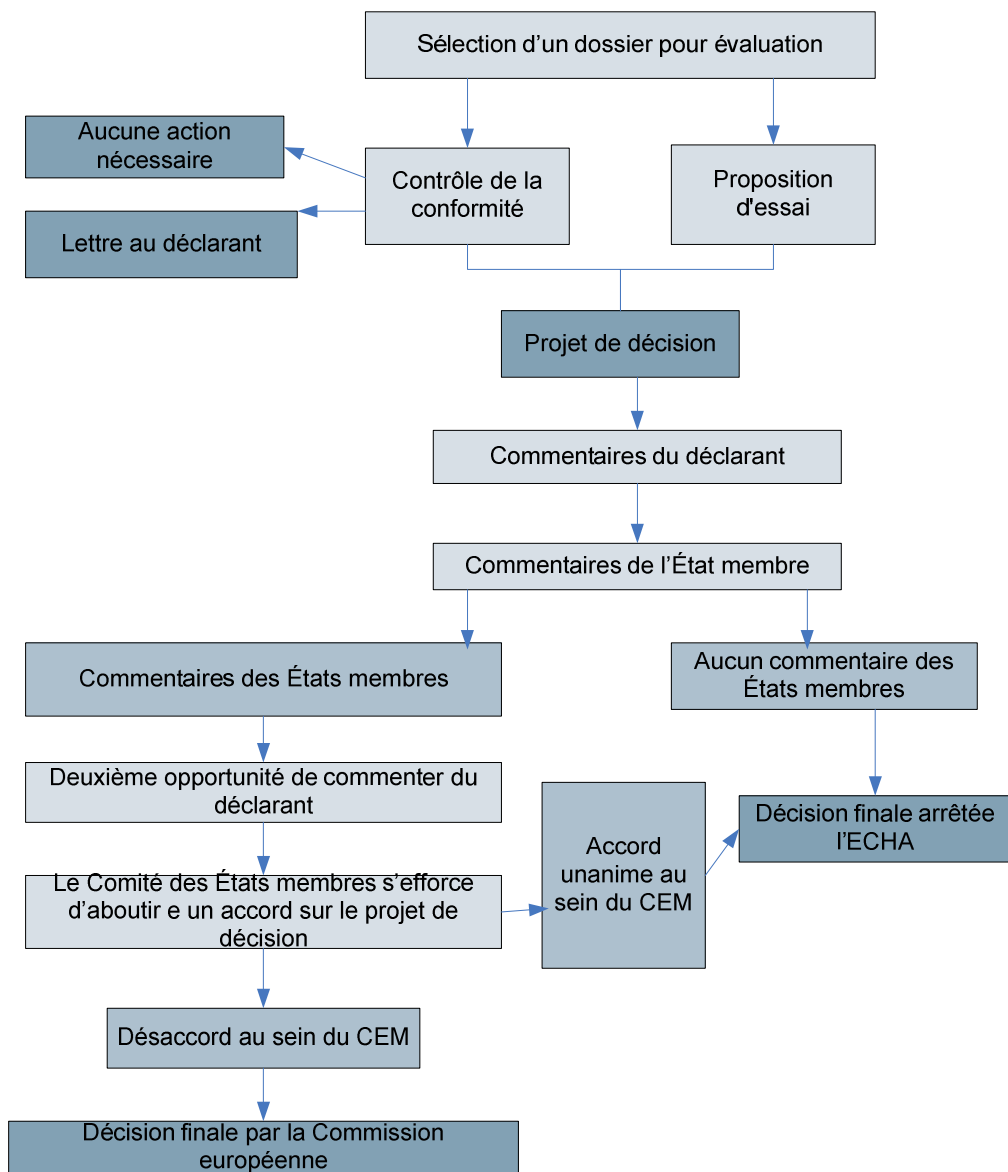 Sélection d'un dossier pour évaluation
Aucune action
nécessaire
Contrôle de la
conformité
Proposition
d'essai
Lettre au déclarant
Projet de décision
Commentaires du déclarant
Commentaires de l'État membre
Commentaires des États membres
Aucun commentaire des
États membres
Deuxième opportunité de commenter du
déclarant
Décision finale arrêtée
l'ECHA
Accord
unanime au
sein du CEM
Le Comité des États membres s'efforce
d'aboutir e un accord sur le projet de
décision
Désaccord au sein du CEM
Décision finale par la Commission
européenne